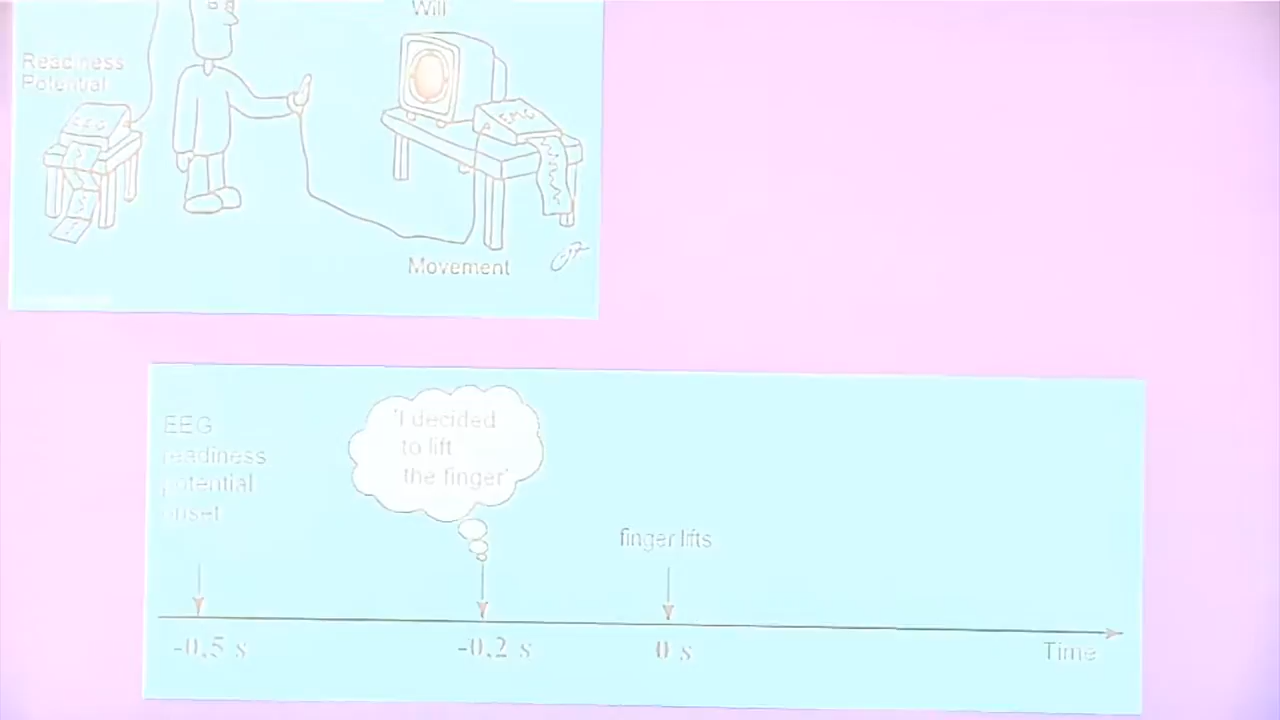 Will
Readiness
Potential
EEG
EMG
Movement
EEG
readiness
potential
onset
'I decided
to lift
the finger'
finger lifts
-0.5 s
-0.2 s
0 s
Time